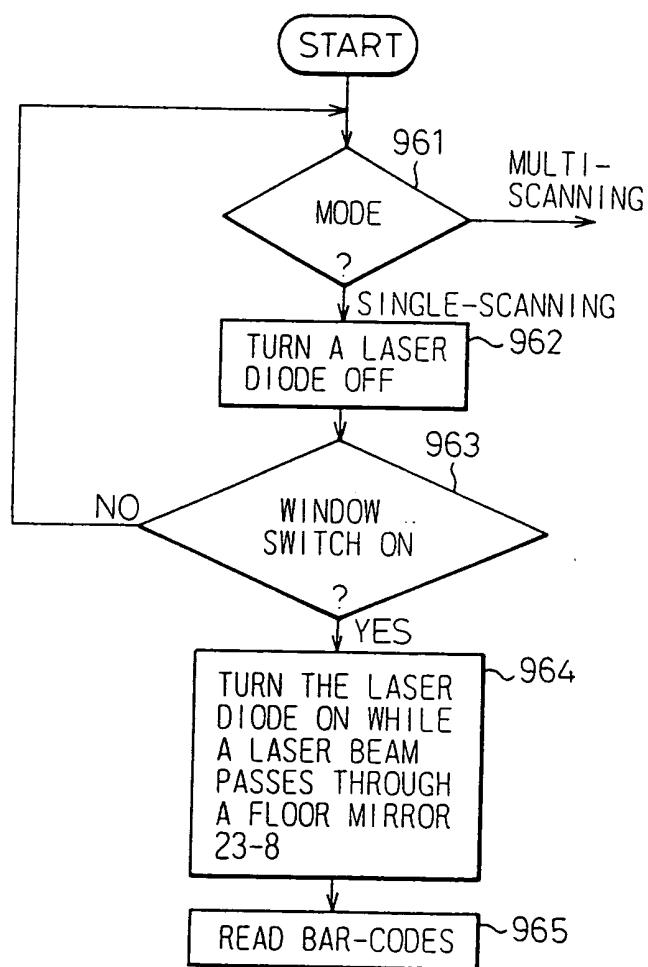 START
961
MODE
?
MULTI-
SCANNING
SINGLE-SCANNING
962
TURN A LASER
DIODE OFF
963
NO
WINDOW
SWITCH ON
?
YES
964
TURN THE LASER
DIODE ON WHILE
A LASER BEAM
PASSES THROUGH
A FLOOR MIRROR
23-8
965
READ BAR-CODES